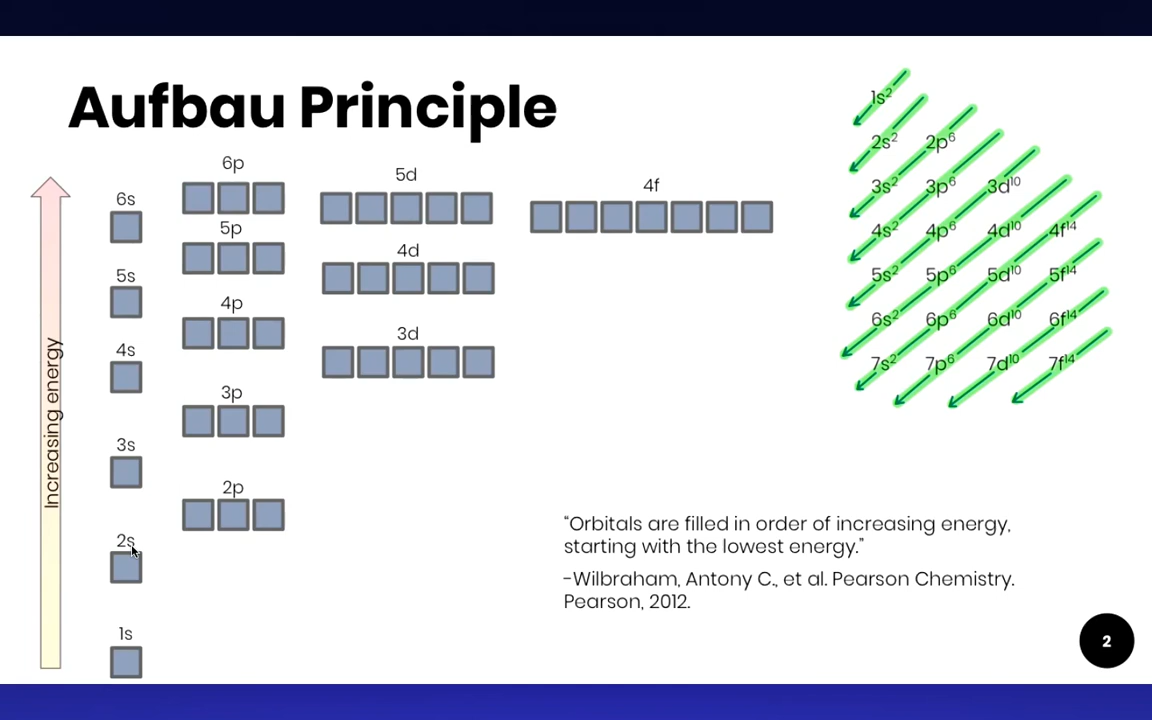 Aufbau Principle
Increasing energy
6s
5s
4s
3s
2s
1s
6p
5p
4p
3p
2p
5d
4d
3d
4f
1s²
2s² 2p⁶
3s² 3p⁶ 3d¹⁰
4s² 4p⁶ 4d¹⁰ 4f¹⁴
5s² 5p⁶ 5d¹⁰ 5f¹⁴
6s² 6p⁶ 6d¹⁰ 6f¹⁴
7s² 7p⁶ 7d¹⁰ 7f¹⁴
“Orbitals are filled in order of increasing energy,
starting with the lowest energy.”
-Wilbraham, Antony C., et al. Pearson Chemistry.
Pearson, 2012.
2